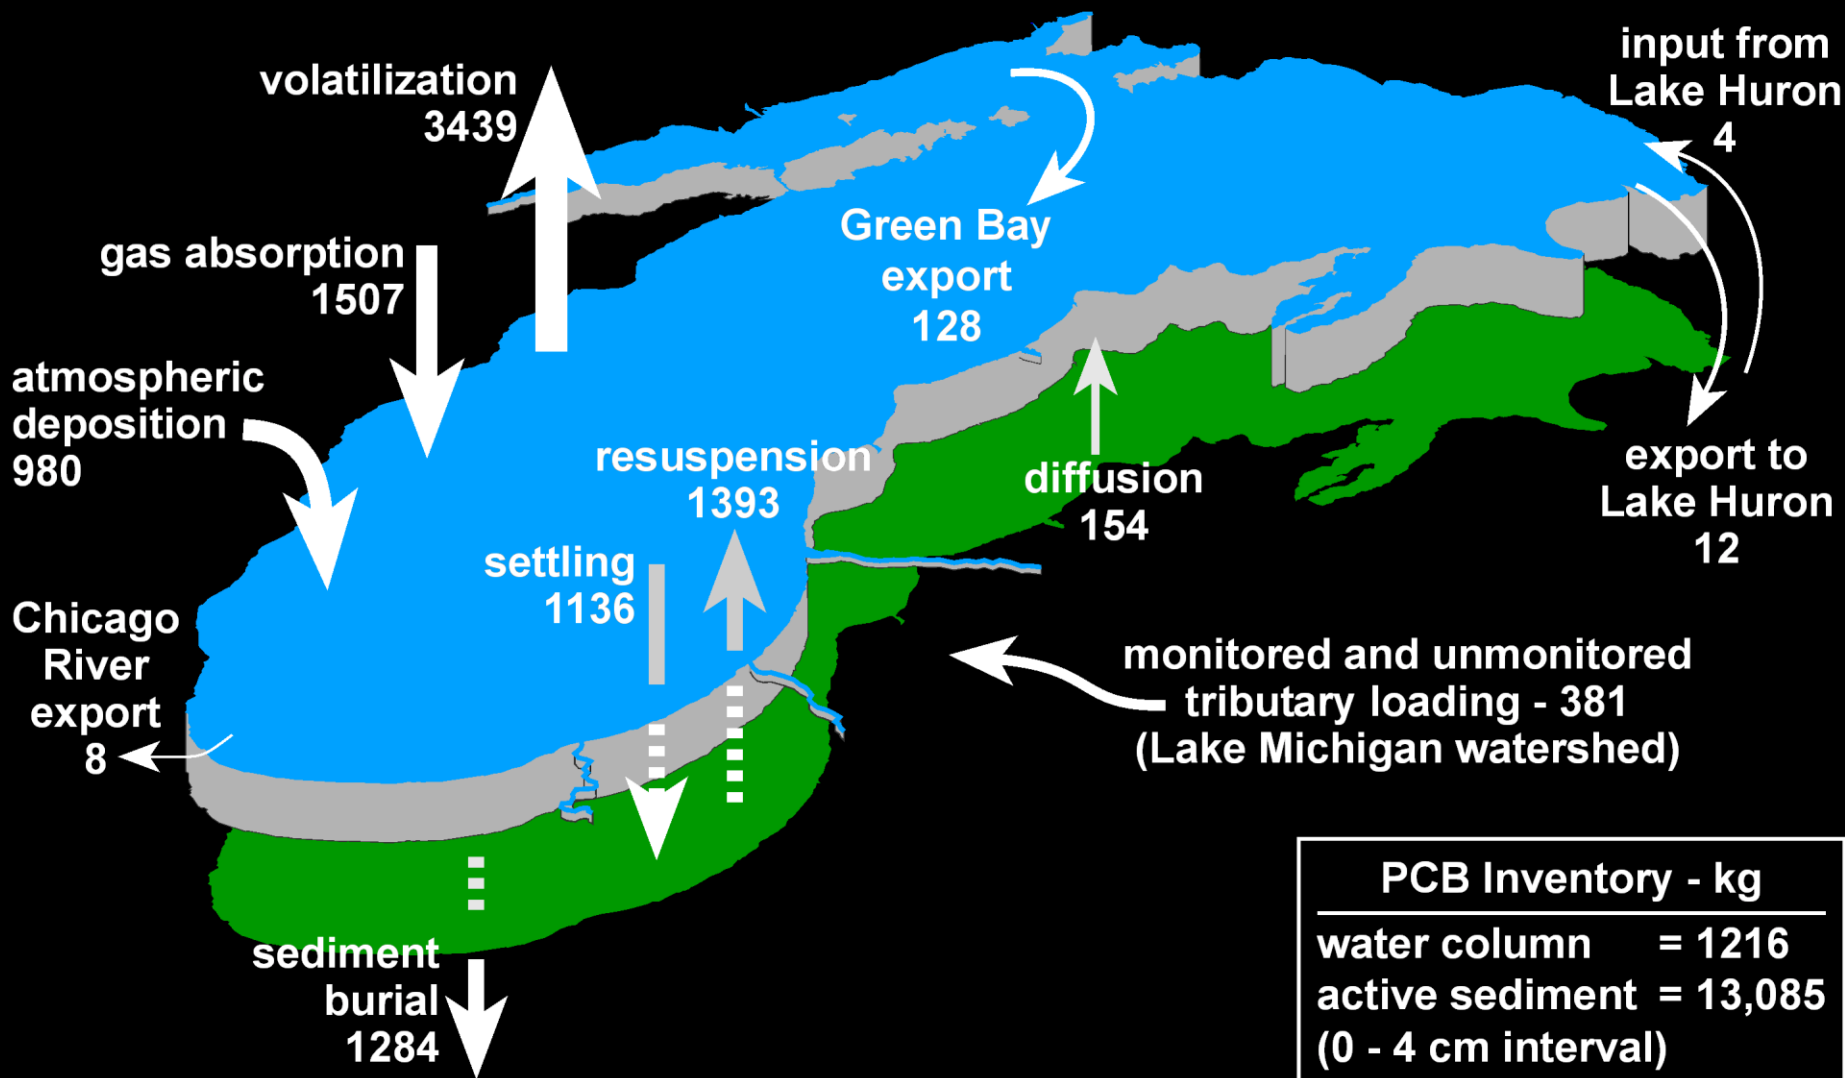 volatilization
3439
input from
Lake Huron
4
gas absorption
1507
Green Bay
export
128
atmospheric
deposition
980
resuspension
1393
diffusion
154
export to
Lake Huron
12
settling
1136
Chicago
River
export
8
monitored and unmonitored
tributary loading - 381
(Lake Michigan watershed)
sediment
burial
1284
PCB Inventory - kg
water column = 1216
active sediment = 13,085
(0 - 4 cm interval)